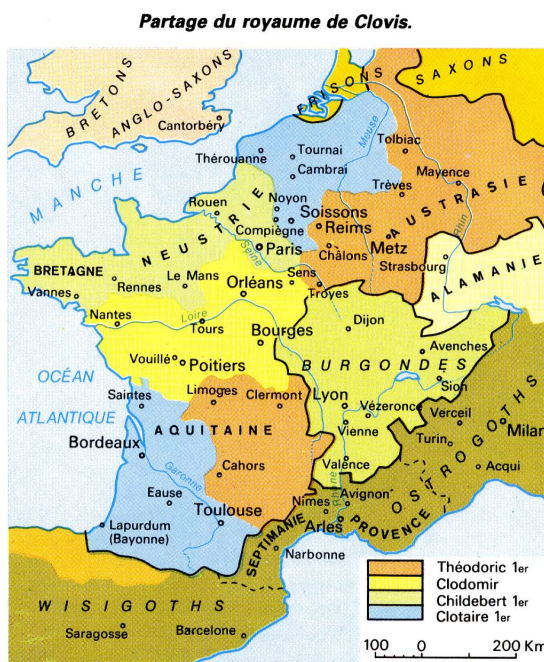 Partage du royaume de Clovis.
BRETONS
ANGLO-SAXONS
Cantorbéry
FRISONS
SAXONS
MANCHE
Thérouanne
Tournai
Cambrai
Meuse
Tolbiac
Mayence
Trèves
AUSTRASIE
Rhin
Rouen
Noyon
Soissons
Compiègne
Reims
Paris
Metz
Châlons
Strasbourg
NEUSTRIE
Seine
ALAMANIE
BRETAGNE
Rennes
Le Mans
Vannes
Orléans
Sens
Troyes
Nantes
Loire
Tours
Bourges
Dijon
Avenches
Vouillé
Poitiers
BURGONDES
Sion
OCÉAN
ATLANTIQUE
Saintes
Limoges
Clermont
Lyon
Vézeronce
Vienne
Verceil
Milan
Turin
Acqui
AQUITAINE
Bordeaux
Cahors
Valence
Garonne
OSTROGOTHS
Eause
Toulouse
Rhône
Nîmes
Avignon
Arles
PROVENCE
Lapurdum
(Bayonne)
SEPTIMANIE
Narbonne
WISIGOTHS
Saragosse
Barcelone
Théodoric 1er
Clodomir
Childebert 1er
Clotaire 1er
100 0 200 Km